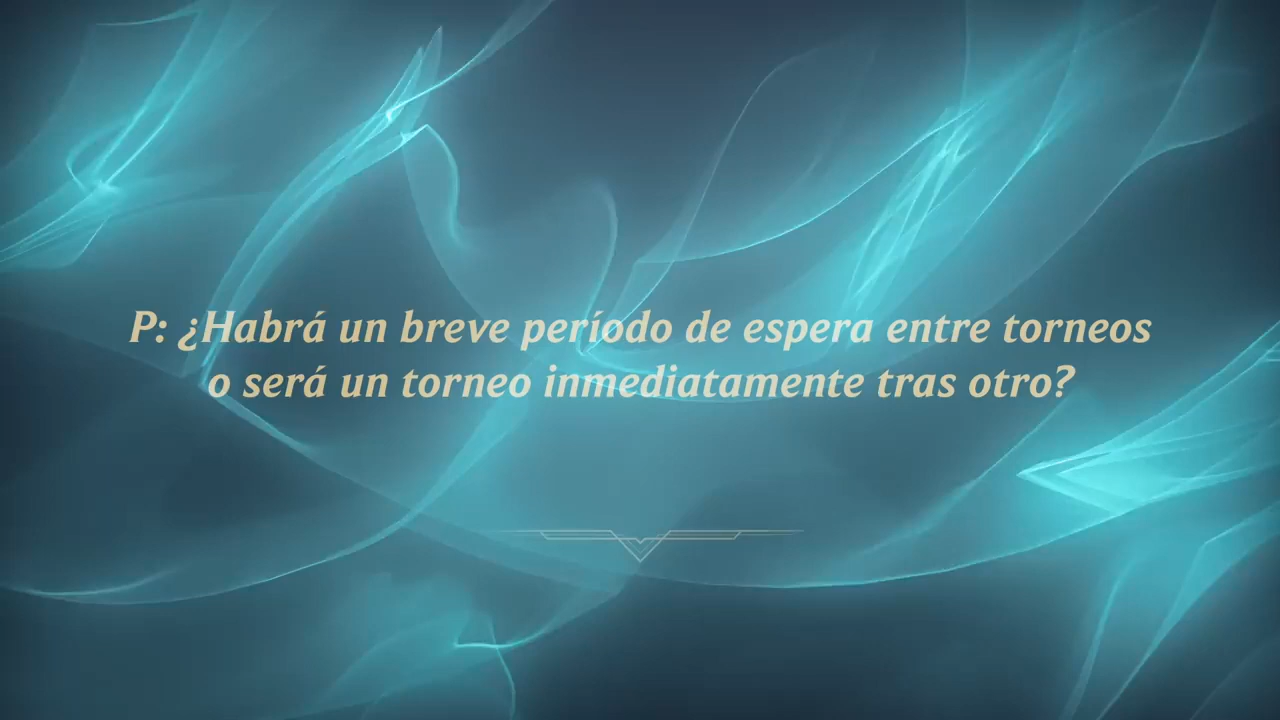 P: ¿Habrá un breve período de espera entre torneos
o será un torneo inmediatamente tras otro?